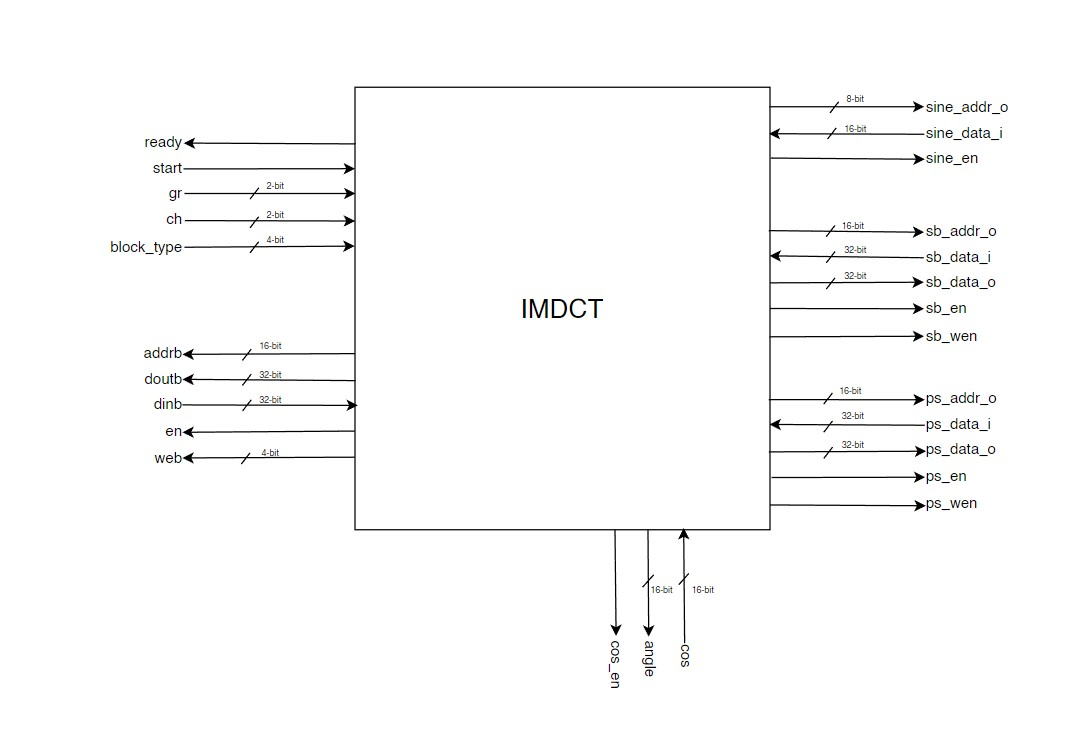 ready
start
gr
2-bit
ch
2-bit
block_type
4-bit
addrb
16-bit
doutb
32-bit
dinb
32-bit
en
web
4-bit
IMDCT
8-bit
sine_addr_o
16-bit
sine_data_i
sine_en
16-bit
sb_addr_o
32-bit
sb_data_i
32-bit
sb_data_o
sb_en
sb_wen
16-bit
ps_addr_o
32-bit
ps_data_i
32-bit
ps_data_o
ps_en
ps_wen
cos_en
16-bit
angle
16-bit
cos